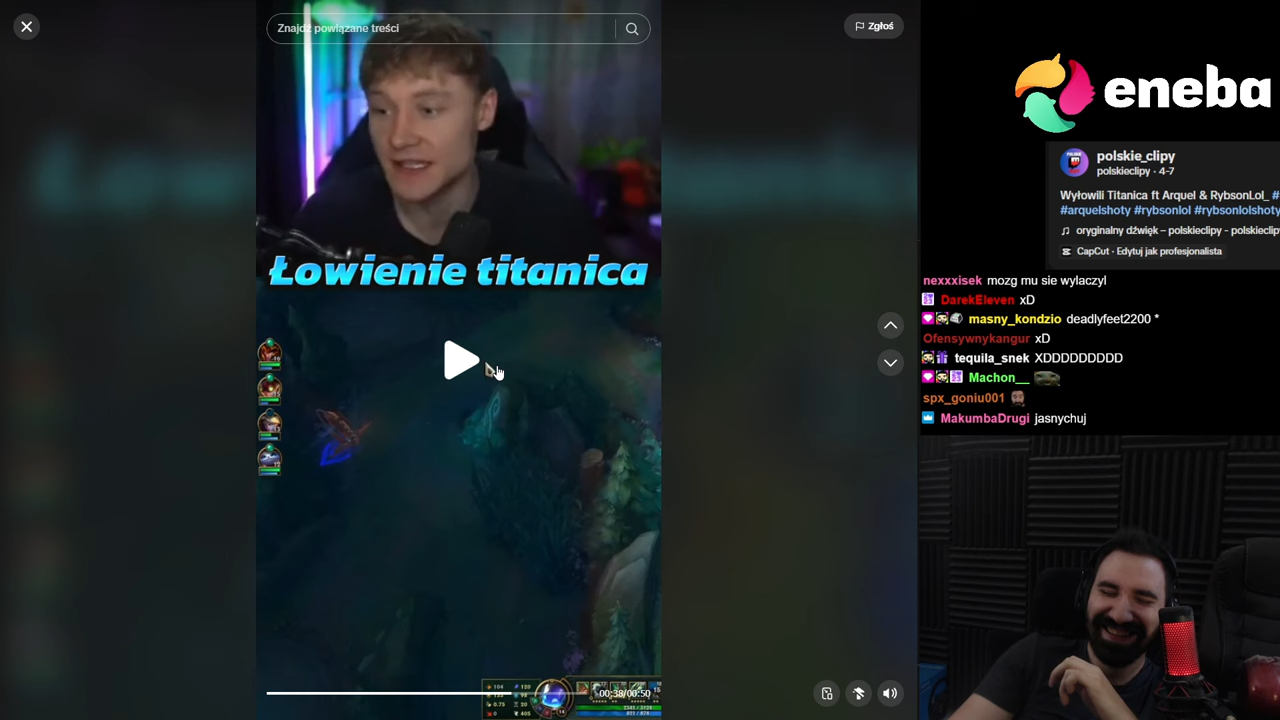 Znajdź powiązane treści
Zgłoś
eneba
polskie_clipy
polskieclipy · 4-7
Wyłowili Titanica ft Arquel & RybsonLol_ #
#arquelshoty #rybsonlol #rybsonlolshoty
oryginalny dźwięk – polskieclipy - polskieclip
CapCut · Edytuj jak profesjonalista
Łowienie titanica
nexxxisek mozg mu sie wylaczyl
DarekEleven xD
masny_kondzio deadlyfeet2200 *
Ofensywnykangur xD
tequila_snek XDDDDDDDDD
Machon__
spx_goniu001
MakumbaDrugi jasnychuj
00:38/00:50